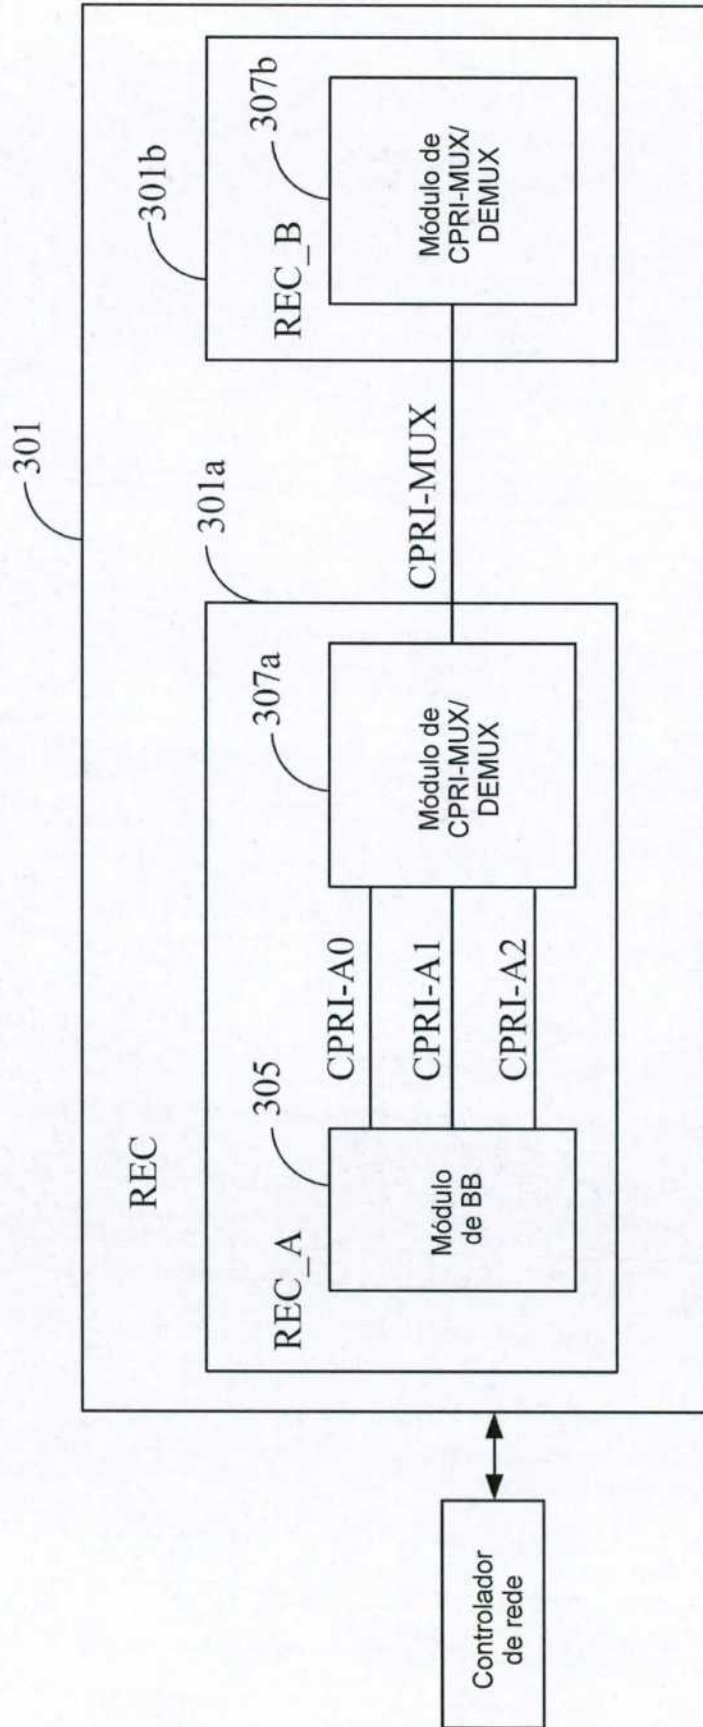 301
REC
301a
301b
REC_A
305
307a
REC_B
307b
CPRI-A0
CPRI-A1
CPRI-A2
CPRI-MUX
Controlador
de rede
Módulo
de BB
Módulo de
CPRI-MUX/
DEMUX
Módulo de
CPRI-MUX/
DEMUX